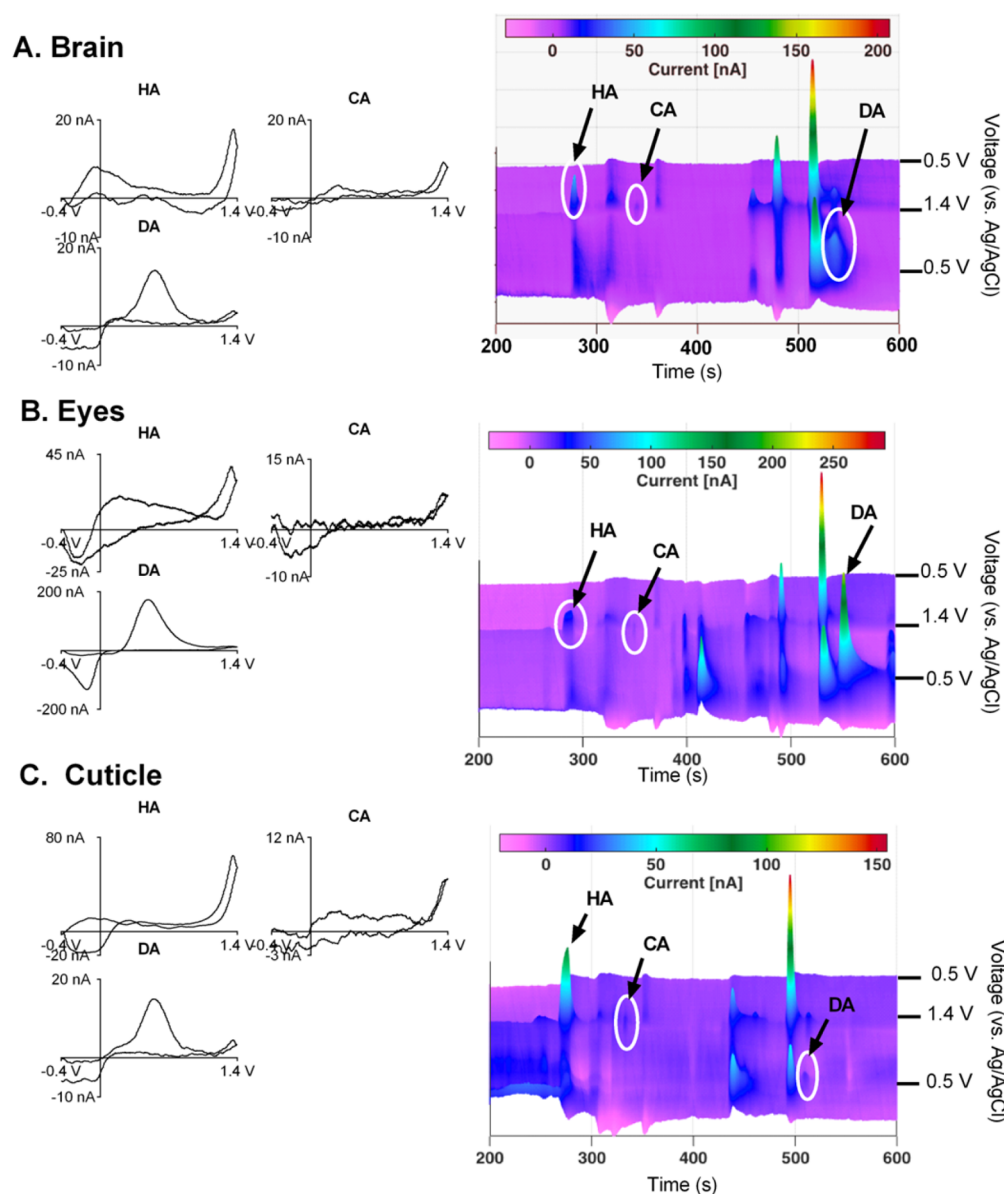 A. Brain
HA
CA
20 nA
20 nA
-0.4 V
1.4 V
-0.4 V
1.4 V
-10 nA
-10 nA
DA
20 nA
-0.4 V
1.4 V
-10 nA
0 50 100 150 200
Current [nA]
HA
CA
DA
0.5 V
1.4 V
0.5 V
Voltage (vs. Ag/AgCl)
200 300 400 500 600
Time (s)
B. Eyes
HA
CA
45 nA
15 nA
-0.4 V
1.4 V
-0.4 V
1.4 V
-25 nA
-10 nA
DA
200 nA
-0.4 V
1.4 V
-200 nA
0 50 100 150 200 250
Current [nA]
HA
CA
DA
0.5 V
1.4 V
0.5 V
Voltage (vs. Ag/AgCl)
200 300 400 500 600
Time (s)
C. Cuticle
HA
CA
80 nA
12 nA
-0.4 V
1.4 V
-0.4 V
1.4 V
-20 nA
-3 nA
DA
20 nA
-0.4 V
1.4 V
-10 nA
0 50 100 150
Current [nA]
HA
CA
DA
0.5 V
1.4 V
0.5 V
Voltage (vs. Ag/AgCl)
200 300 400 500 600
Time (s)